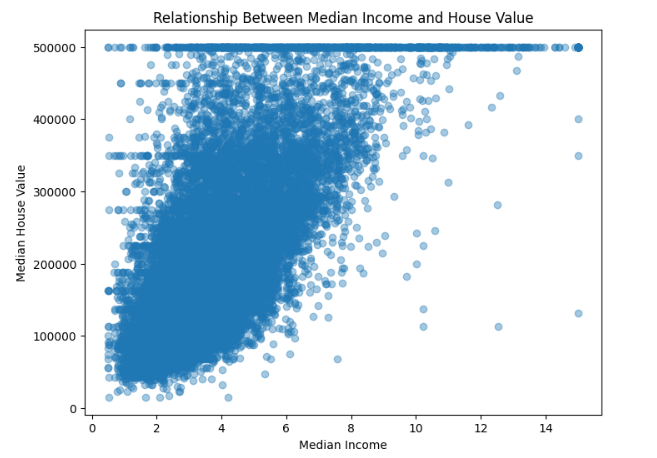 Relationship Between Median Income and House Value
500000
400000
300000
200000
100000
0
Median House Value
0 2 4 6 8 10 12 14
Median Income